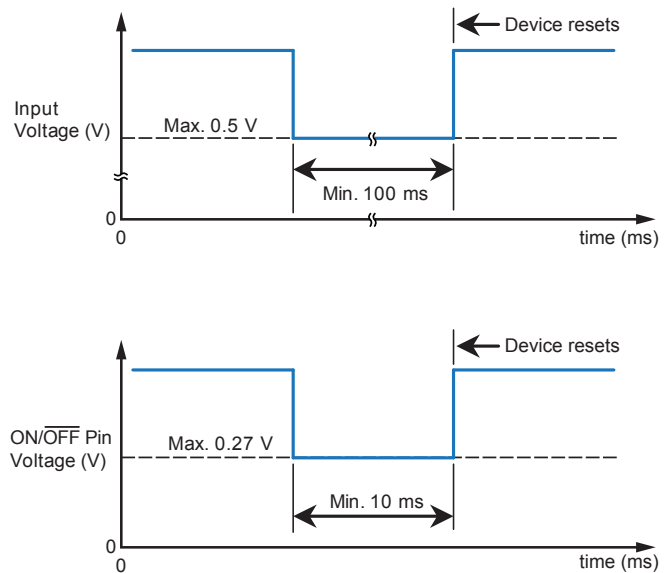 Device resets
Input
Voltage (V)
Max. 0.5 V
Min. 100 ms
0
0
time (ms)
Device resets
ON/O̅F̅F̅ Pin
Voltage (V)
Max. 0.27 V
Min. 10 ms
0
0
time (ms)